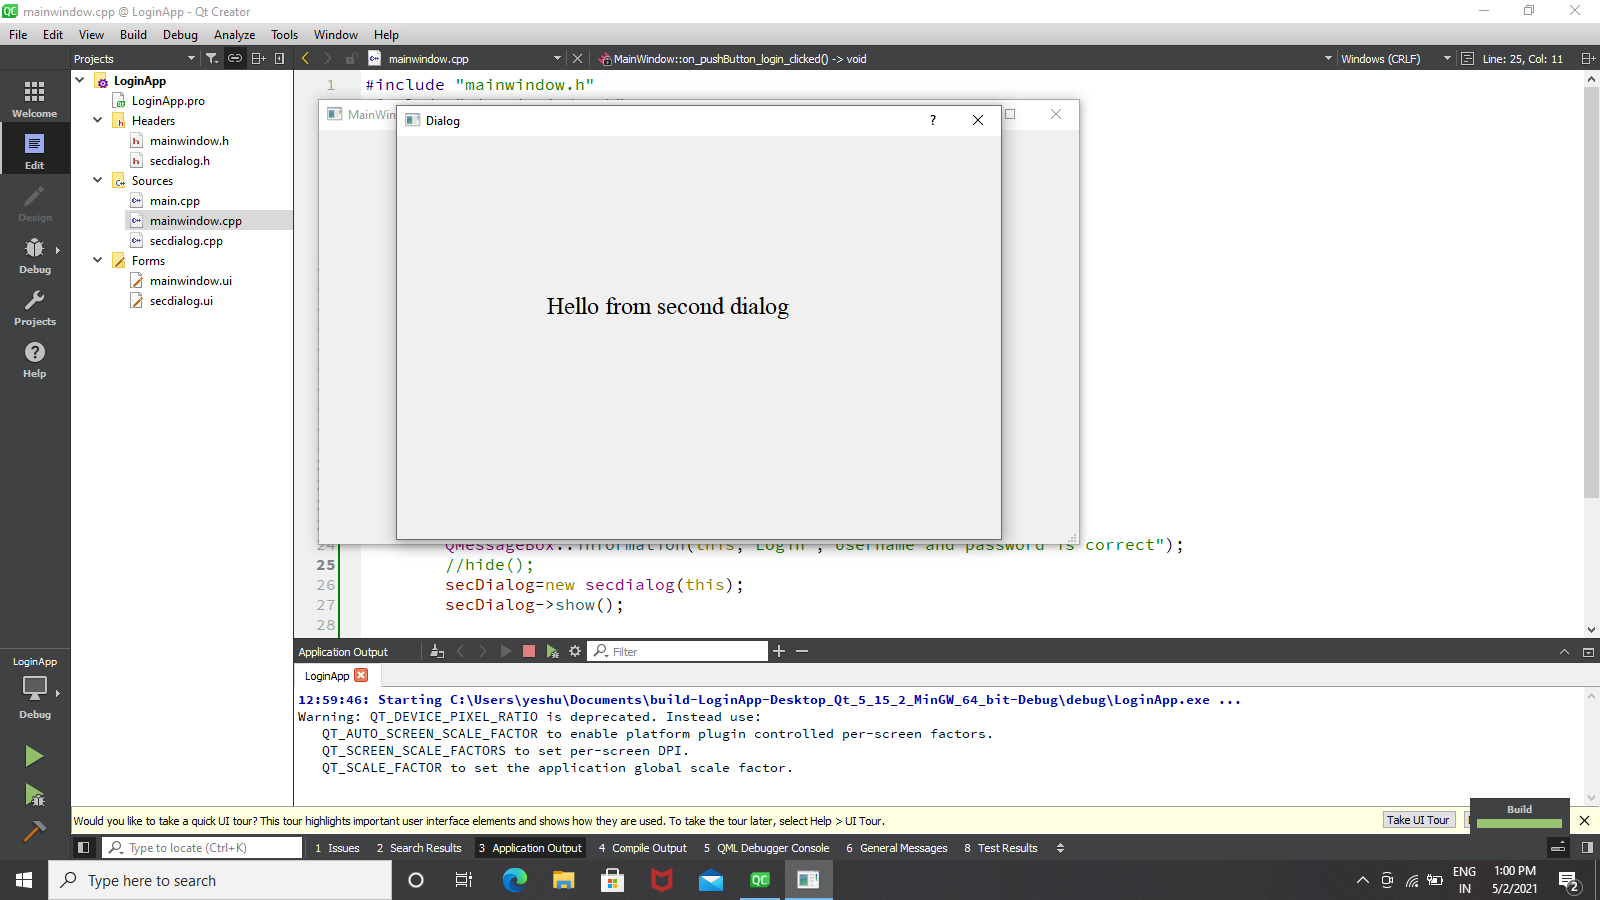 mainwindow.cpp @ LoginApp - Qt Creator
File Edit View Build Debug Analyze Tools Window Help
Projects
mainwindow.cpp
MainWindow::on_pushButton_login_clicked() -> void
Windows (CRLF)
Line: 25, Col: 11
Welcome
Edit
Design
Debug
Projects
Help
LoginApp
LoginApp.pro
Headers
mainwindow.h
secdialog.h
Sources
main.cpp
mainwindow.cpp
secdialog.cpp
Forms
mainwindow.ui
secdialog.ui
1 #include "mainwindow.h"
MainWin
Dialog
?
Hello from second dialog
24 QMessageBox::information(this, Login , Username and password is correct");
25 //hide();
26 secDialog=new secdialog(this);
27 secDialog->show();
28
Application Output
Filter
LoginApp
12:59:46: Starting C:\Users\yeshu\Documents\build-LoginApp-Desktop_Qt_5_15_2_MinGW_64_bit-Debug\debug\LoginApp.exe ...
Warning: QT_DEVICE_PIXEL_RATIO is deprecated. Instead use:
QT_AUTO_SCREEN_SCALE_FACTOR to enable platform plugin controlled per-screen factors.
QT_SCREEN_SCALE_FACTORS to set per-screen DPI.
QT_SCALE_FACTOR to set the application global scale factor.
LoginApp
Debug
Would you like to take a quick UI tour? This tour highlights important user interface elements and shows how they are used. To take the tour later, select Help > UI Tour.
Take UI Tour
Build
Type to locate (Ctrl+K)
1 Issues 2 Search Results 3 Application Output 4 Compile Output 5 QML Debugger Console 6 General Messages 8 Test Results
Type here to search
QC
ENG
IN
1:00 PM
5/2/2021
2